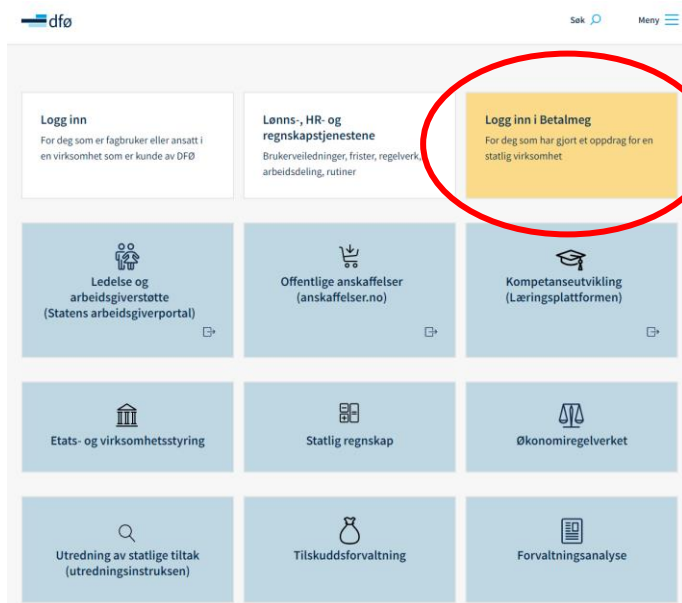 dfø
Søk
Meny
Logg inn
For deg som er fagbruker eller ansatt i
en virksomhet som er kunde av DFØ
Lønns-, HR- og
regnskapstjenestene
Brukerveiledninger, frister, regelverk,
arbeidsdeling, rutiner
Logg inn i Betalmeg
For deg som har gjort et oppdrag for en
statlig virksomhet
Ledelse og
arbeidsgiverstøtte
(Statens arbeidsgiverportal)
Offentlige anskaffelser
(anskaffelser.no)
Kompetanseutvikling
(Læringsplattformen)
Etats- og virksomhetsstyring
Statlig regnskap
Økonomiregelverket
Utredning av statlige tiltak
(utredningsinstruksen)
Tilskuddsforvaltning
Forvaltningsanalyse